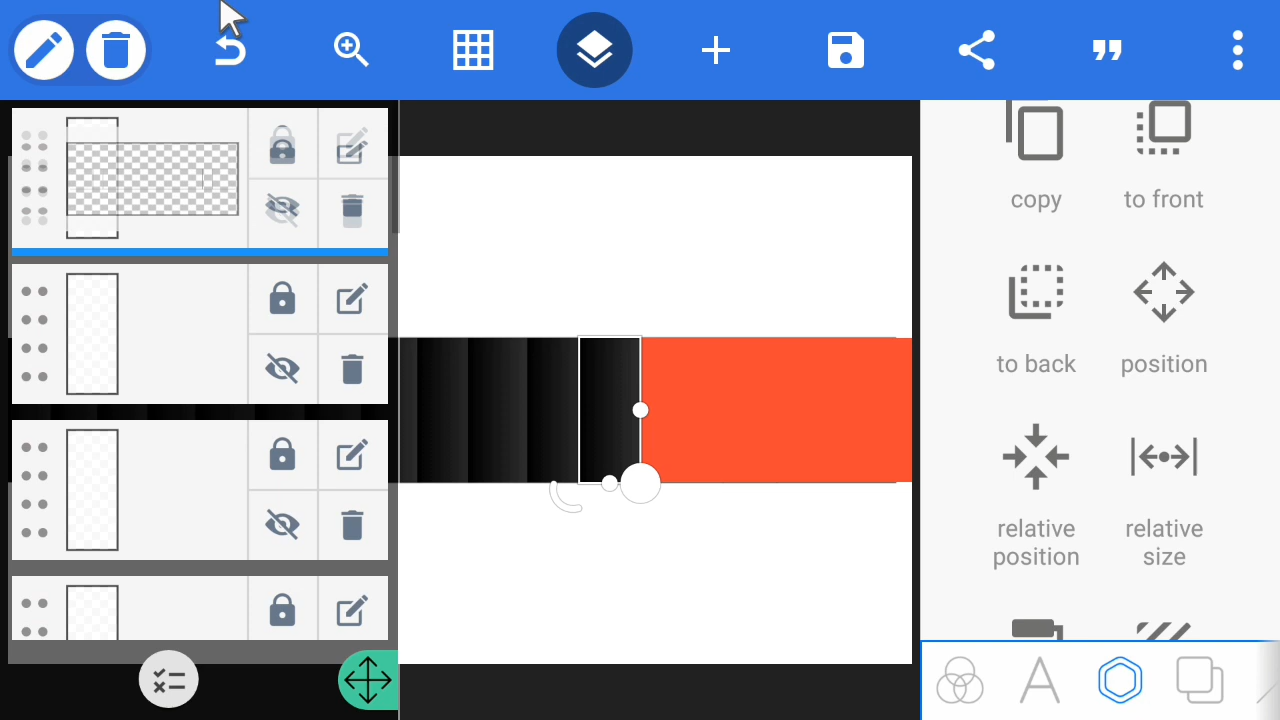 copy
to front
to back
position
relative
position
relative
size